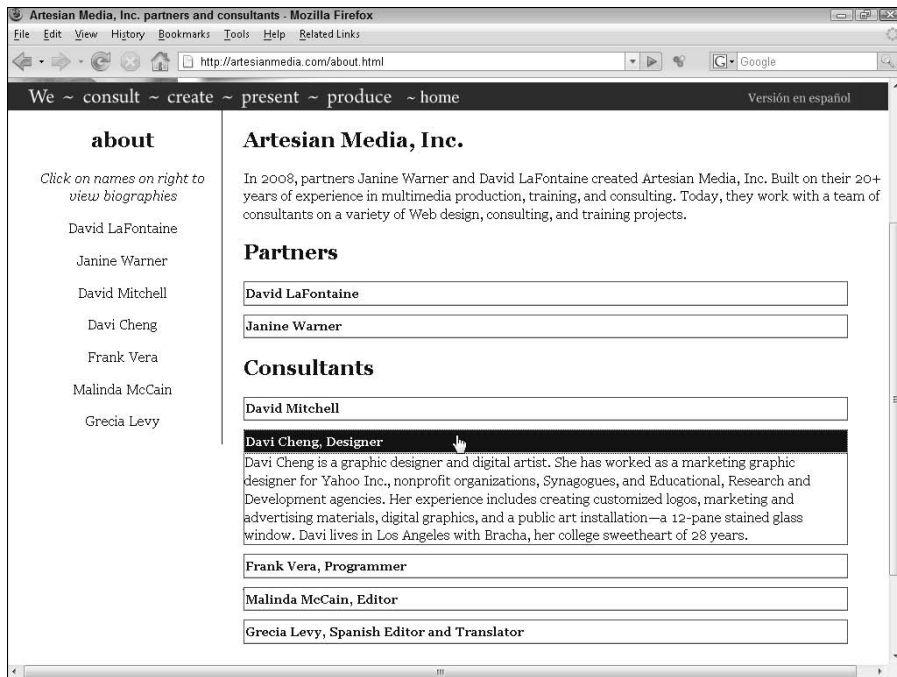 Artesian Media, Inc. partners and consultants - Mozilla Firefox
File Edit View History Bookmarks Tools Help Related Links
http://artesianmedia.com/about.html
G Google
We ~ consult ~ create ~ present ~ produce ~ home
Versión en español
about
Click on names on right to
view biographies
David LaFontaine
Janine Warner
David Mitchell
Davi Cheng
Frank Vera
Malinda McCain
Grecia Levy
Artesian Media, Inc.
In 2008, partners Janine Warner and David LaFontaine created Artesian Media, Inc. Built on their 20+
years of experience in multimedia production, training, and consulting. Today, they work with a team of
consultants on a variety of Web design, consulting, and training projects.
Partners
David LaFontaine
Janine Warner
Consultants
David Mitchell
Davi Cheng, Designer
Davi Cheng is a graphic designer and digital artist. She has worked as a marketing graphic
designer for Yahoo Inc., nonprofit organizations, Synagogues, and Educational, Research and
Development agencies. Her experience includes creating customized logos, marketing and
advertising materials, digital graphics, and a public art installation—a 12-pane stained glass
window. Davi lives in Los Angeles with Bracha, her college sweetheart of 28 years.
Frank Vera, Programmer
Malinda McCain, Editor
Grecia Levy, Spanish Editor and Translator